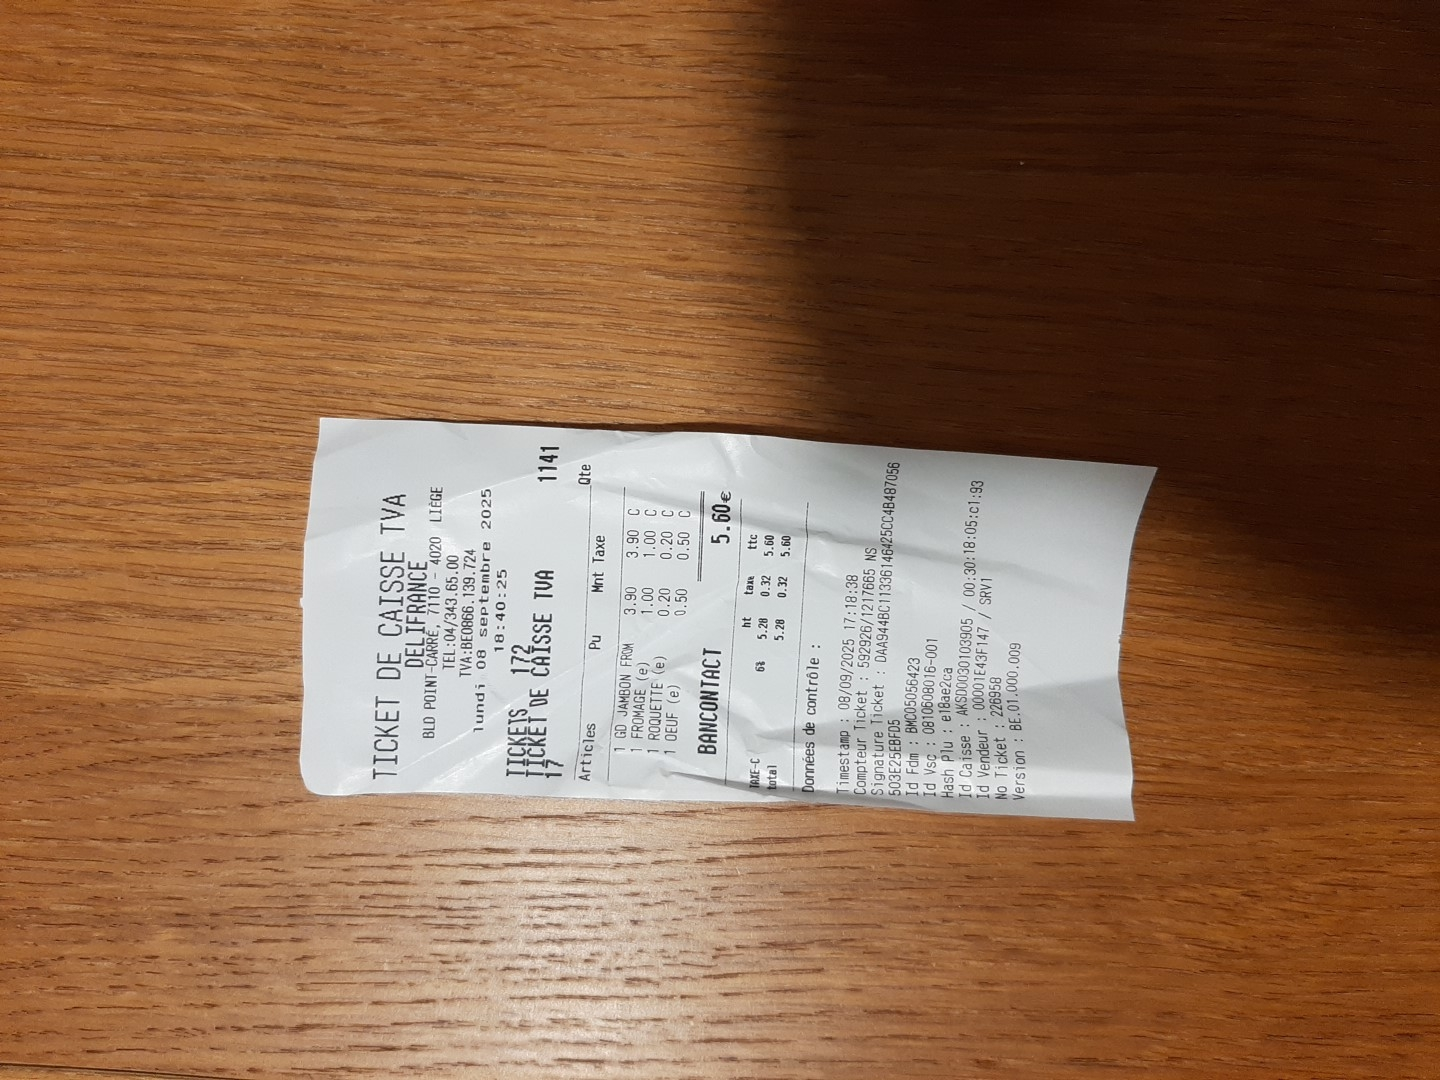 TICKET DE CAISSE TVA
DELIFRANCE
BLD POINT-CARRE, 7110 - 4020 LIÈGE
TEL:04/343.65.00
TVA:BE0866.139.724
lundi 08 septembre 2025
18:40:25
TICKETS 172
TICKET DE CAISSE TVA
17 1141
Articles Pu Mnt Taxe Qte
1 GD JAMBON FROM 3.90 3.90 C
1 FROMAGE (e) 1.00 1.00 C
1 ROQUETTE (e) 0.20 0.20 C
1 OEUF (e) 0.50 0.50 C
BANCONTACT 5.60€
ht taxe ttc
TAXE-C 6% 5.28 0.32 5.60
total 5.28 0.32 5.60
Données de contrôle :
Timestamp : 08/09/2025 17:18:38
Compteur Ticket : 592926/1217665 NS
Signature Ticket : DAA944BC11336146425CC4B487056
503E25EBFD5
Id Fdm : BMC05056423
Id Vsc : 0810608016-001
Hash Plu : e18ae2ca
Id Caisse : AKSD0030103905 / 00:30:18:05:c1:93
Id Vendeur : 00001E43F147 / SRV1
No Ticket : 226958
Version : BE.01.000.009